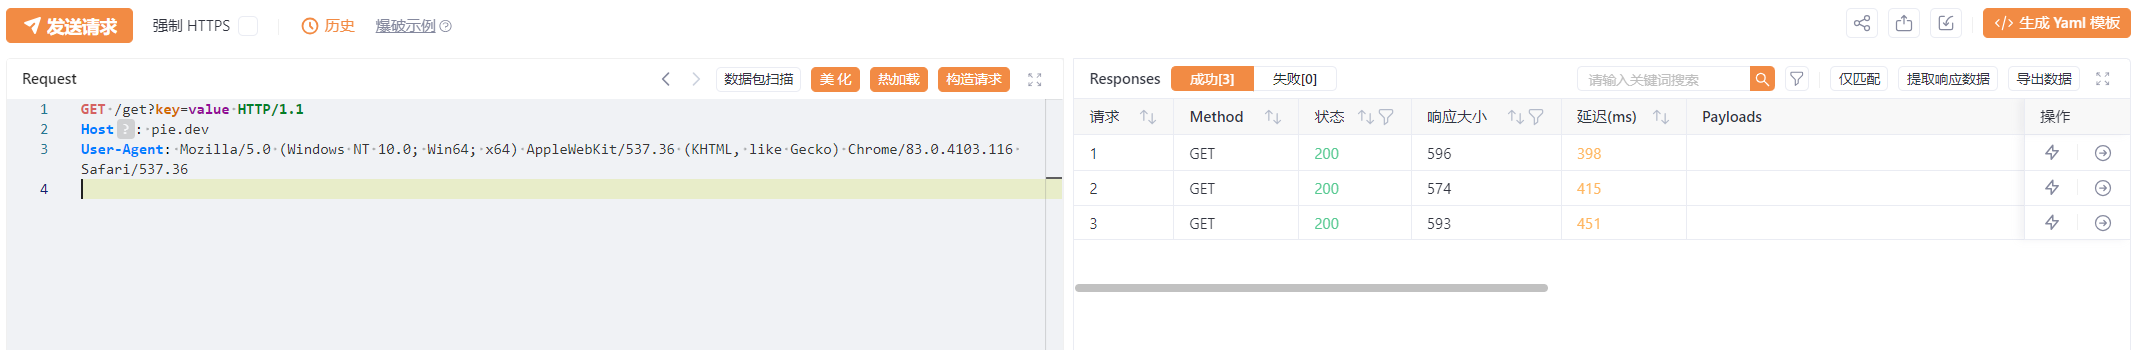 发送请求 强制 HTTPS 历史 爆破示例 生成 Yaml 模板
Request 数据包扫描 美化 热加载 构造请求
1 GET /get?key=value HTTP/1.1
2 Host ? : pie.dev
3 User-Agent: Mozilla/5.0 (Windows NT 10.0; Win64; x64) AppleWebKit/537.36 (KHTML, like Gecko) Chrome/83.0.4103.116
Safari/537.36
4
Responses 成功[3] 失败[0] 请输入关键词搜索 仅匹配 提取响应数据 导出数据
请求 Method 状态 响应大小 延迟(ms) Payloads 操作
1 GET 200 596 398
2 GET 200 574 415
3 GET 200 593 451